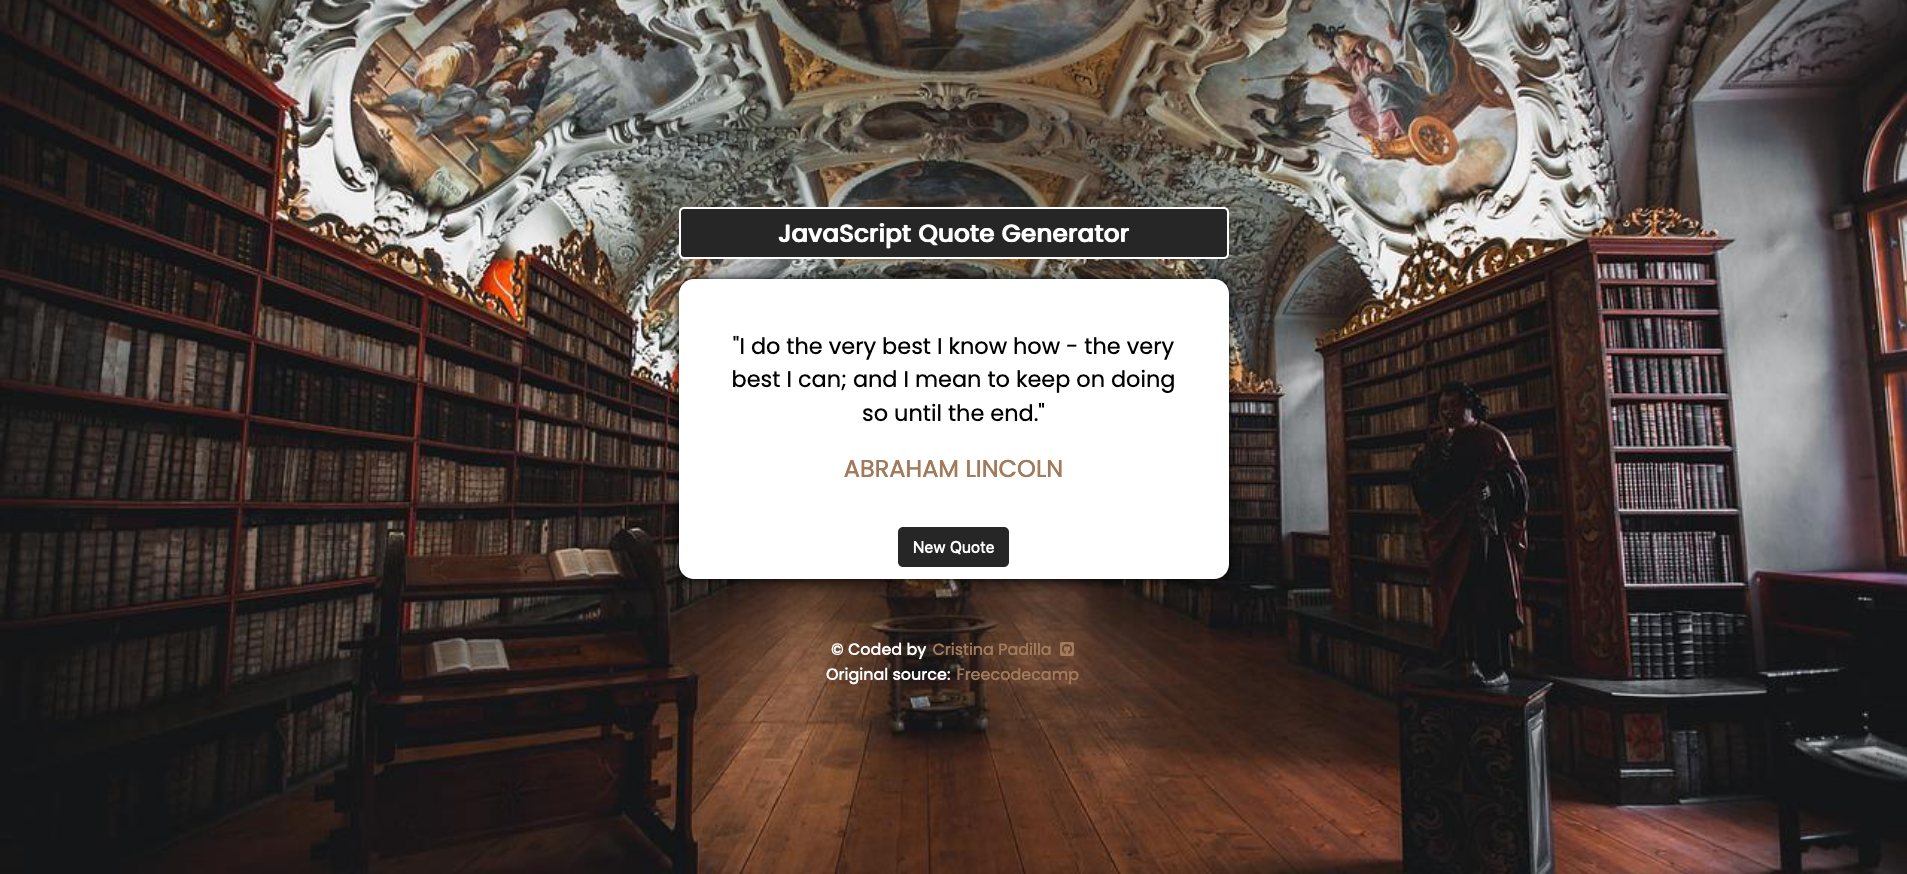 JavaScript Quote Generator
"I do the very best I know how - the very
best I can; and I mean to keep on doing
so until the end."
ABRAHAM LINCOLN
New Quote
© Coded by Cristina Padilla
Original source: Freecodecamp